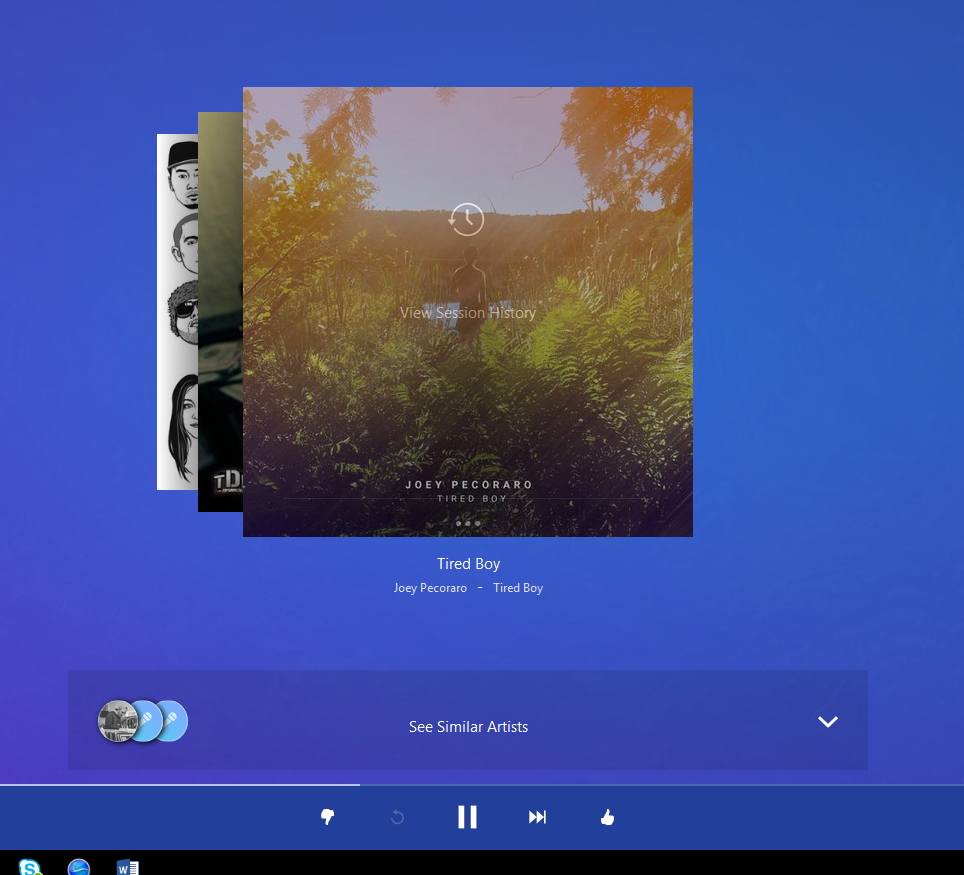 View Session History
JOEY PECORARO
TIRED BOY
Tired Boy
Joey Pecoraro - Tired Boy
See Similar Artists